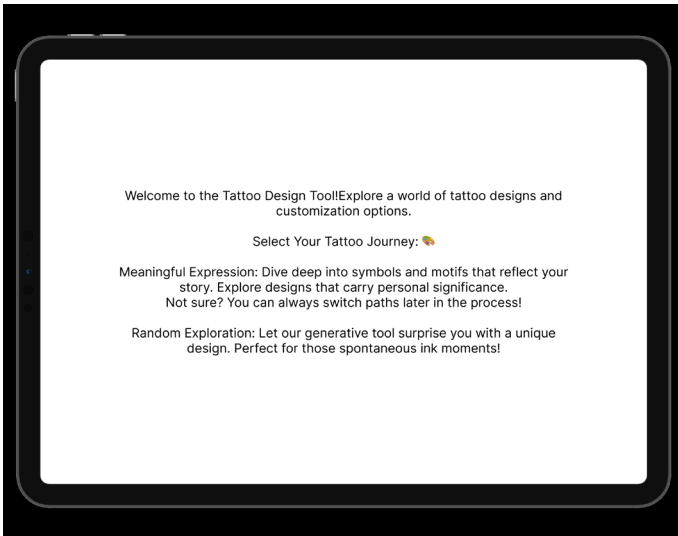 Welcome to the Tattoo Design Tool!Explore a world of tattoo designs and
customization options.
Select Your Tattoo Journey: 🎨
Meaningful Expression: Dive deep into symbols and motifs that reflect your
story. Explore designs that carry personal significance.
Not sure? You can always switch paths later in the process!
Random Exploration: Let our generative tool surprise you with a unique
design. Perfect for those spontaneous ink moments!